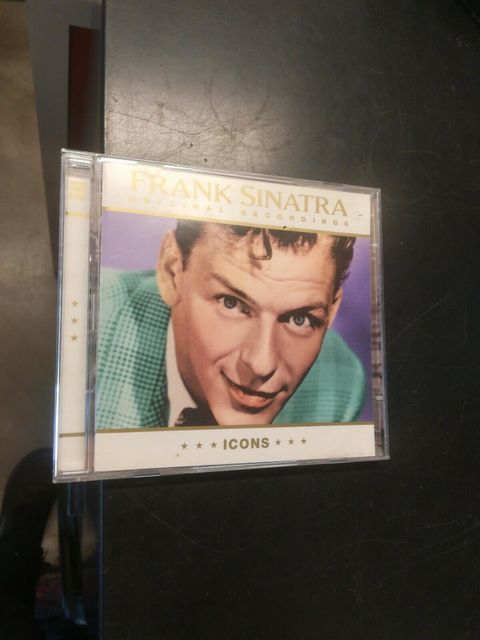 FRANK SINATRA
ORIGINAL RECORDINGS
★ ★ ★ ICONS ★ ★ ★